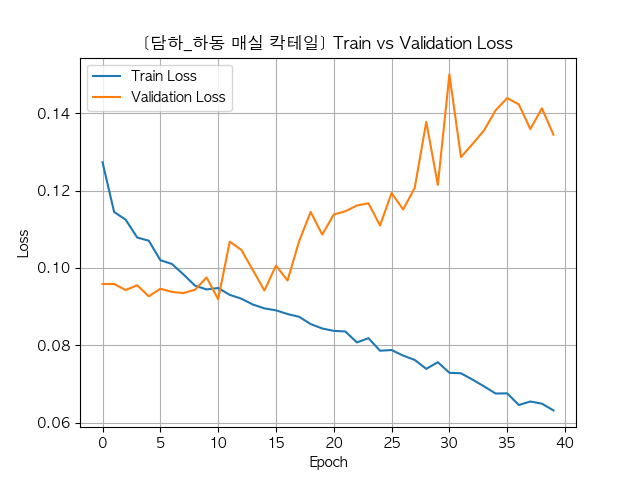 [담하_하동 매실 칵테일] Train vs Validation Loss
Train Loss
Validation Loss
0.14
0.12
0.10
0.08
0.06
Loss
0 5 10 15 20 25 30 35 40
Epoch